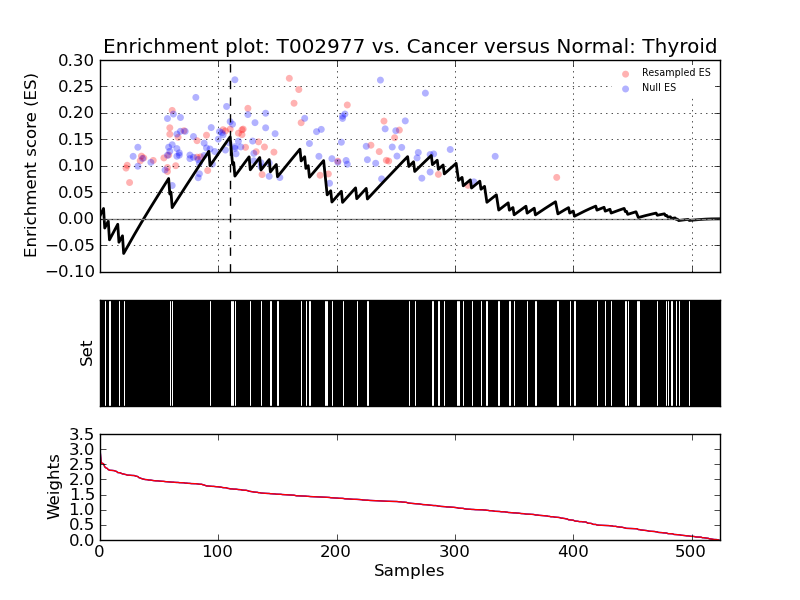 Enrichment plot: T002977 vs. Cancer versus Normal: Thyroid
0.30
0.25
0.20
0.15
0.10
0.05
0.00
−0.05
−0.10
Enrichment score (ES)
Resampled ES
Null ES
Set
3.5
3.0
2.5
2.0
1.5
1.0
0.5
0.0
Weights
0 100 200 300 400 500
Samples